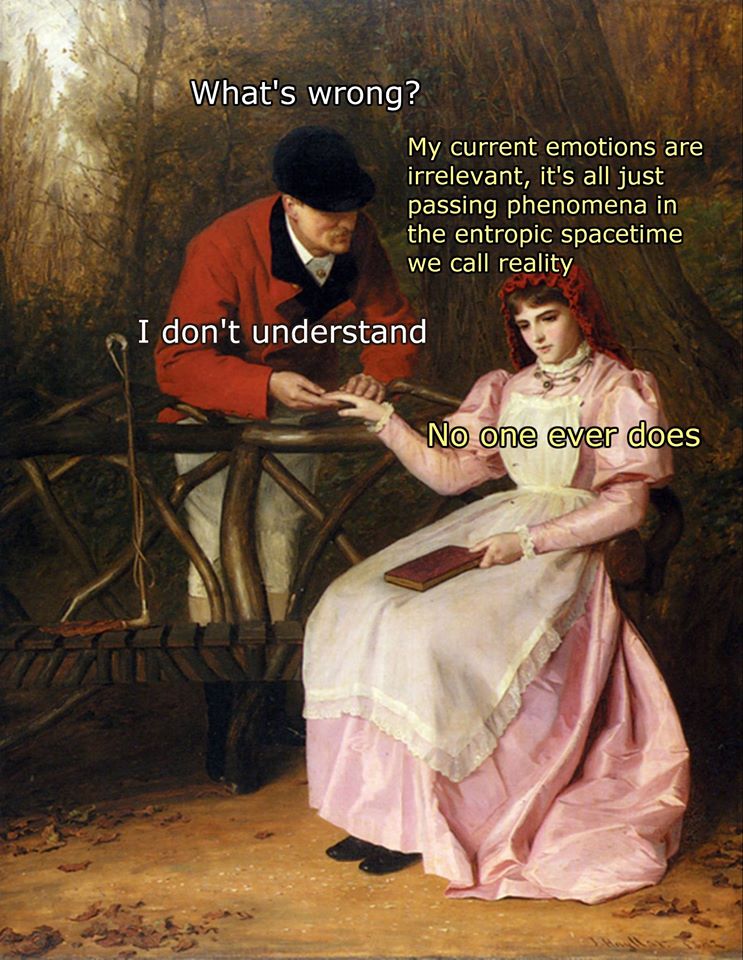 What's wrong?
My current emotions are
irrelevant, it's all just
passing phenomena in
the entropic spacetime
we call reality
I don't understand
No one ever does